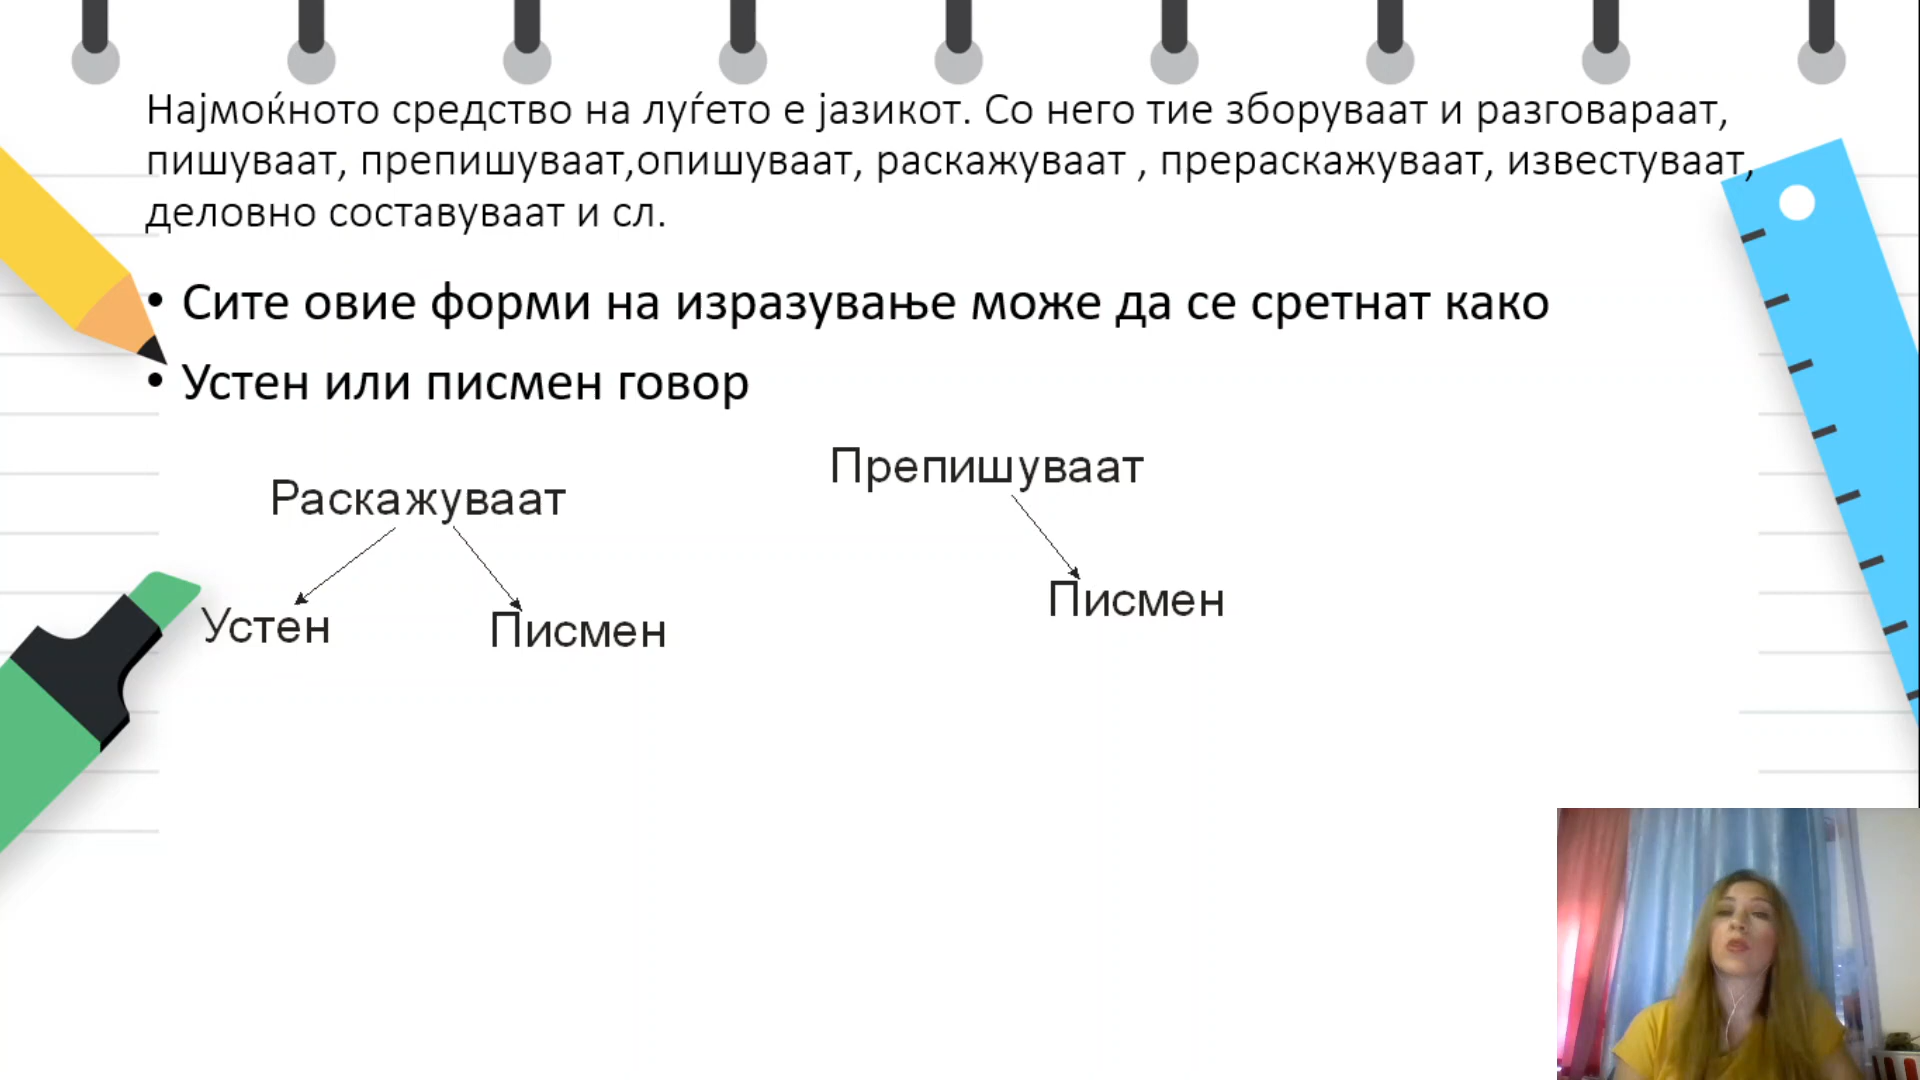 Најмоќното средство на луѓето е јазикот. Со него тие зборуваат и разговараат,
пишуваат, препишуваат,опишуваат, раскажуваат , прераскажуваат, известуваат,
деловно составуваат и сл.
• Сите овие форми на изразување може да се сретнат како
• Устен или писмен говор
Раскажуваат
Препишуваат
Устен
Писмен
Писмен